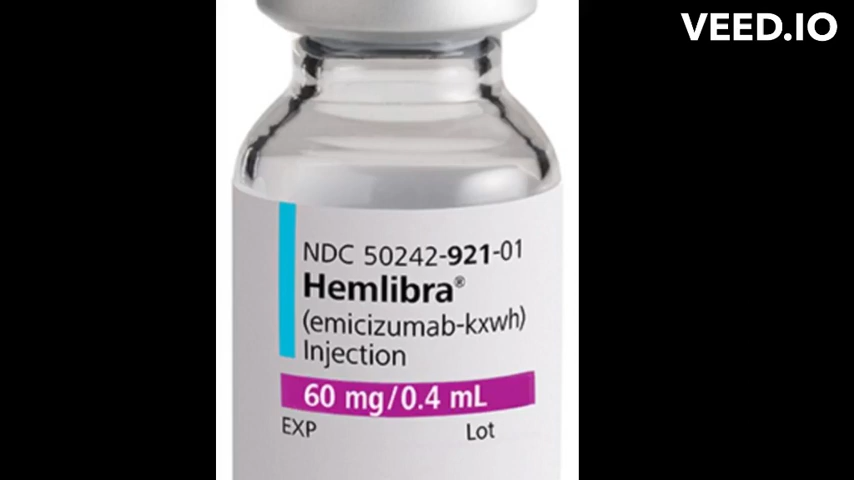 VEED.IO
NDC 50242-921-01
Hemlibra®
(emicizumab-kxwh)
Injection
60 mg/0.4 mL
EXP
Lot